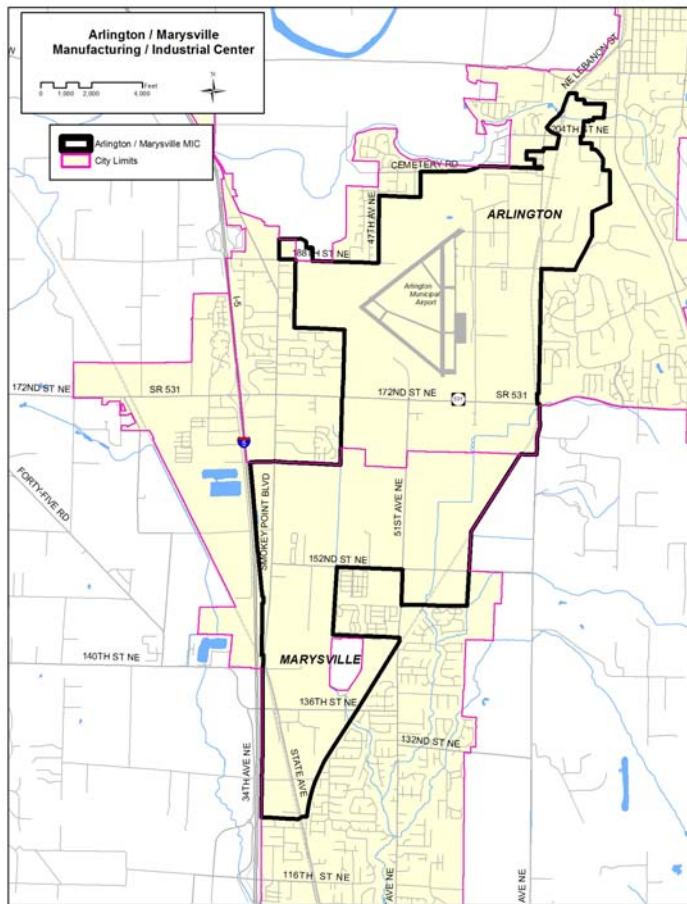 Arlington / Marysville
Manufacturing / Industrial Center
N
Feet
0 1,000 2,000 4,000
Arlington / Marysville MIC
City Limits
NE LEBANON ST
204TH ST NE
CEMETERY RD
47TH AV NE
ARLINGTON
188TH ST NE
Arlington
Municipal
Airport
I-5
172ND ST NE
SR 531
172ND ST NE
531
SR 531
5
FORTY-FIVE RD
SMOKEY POINT BLVD
51ST AVE NE
152ND ST NE
140TH ST NE
MARYSVILLE
136TH ST NE
132ND ST NE
34TH AVE NE
STATE AVE
116TH ST NE
AVE NE
AVE NE